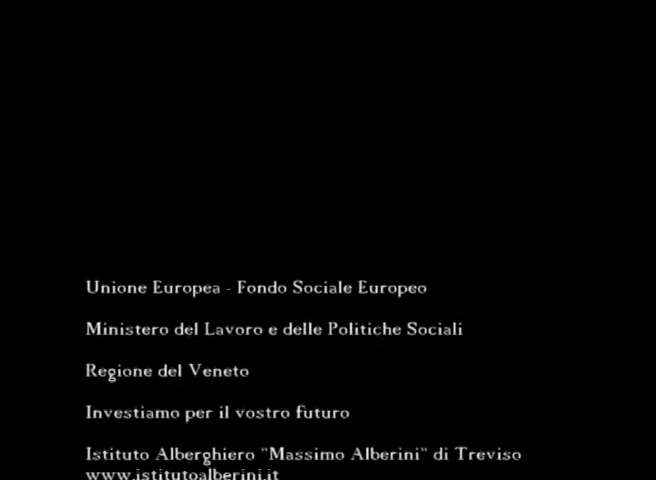 Unione Europea - Fondo Sociale Europeo
Ministero del Lavoro e delle Politiche Sociali
Regione del Veneto
Investiamo per il vostro futuro
Istituto Alberghiero "Massimo Alberini" di Treviso
www.istitutoalberini.it